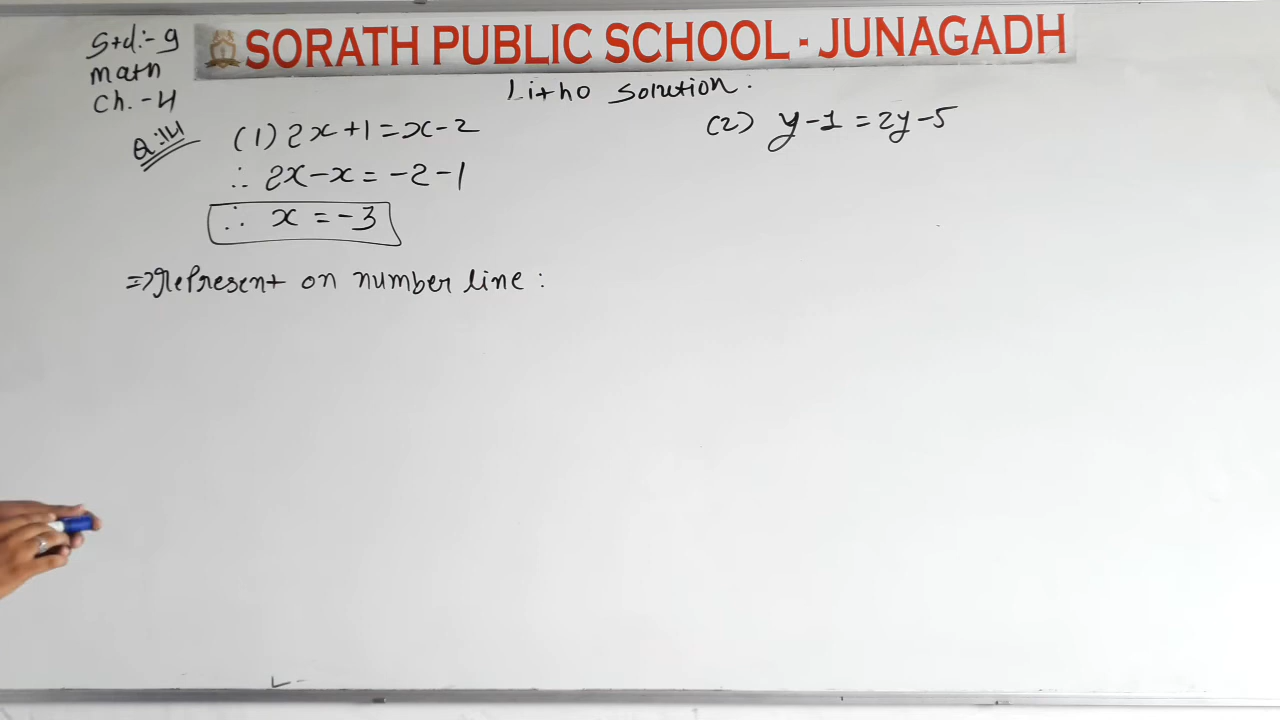 Std:- 9
math
Ch. - 4
SORATH PUBLIC SCHOOL - JUNAGADH
Litho Solution.
Q:14
(1) 2x+1=x-2
∴ 2x-x = -2-1
∴ x = -3
⇒ Represent on number line :
(2) y-1 = 2y-5